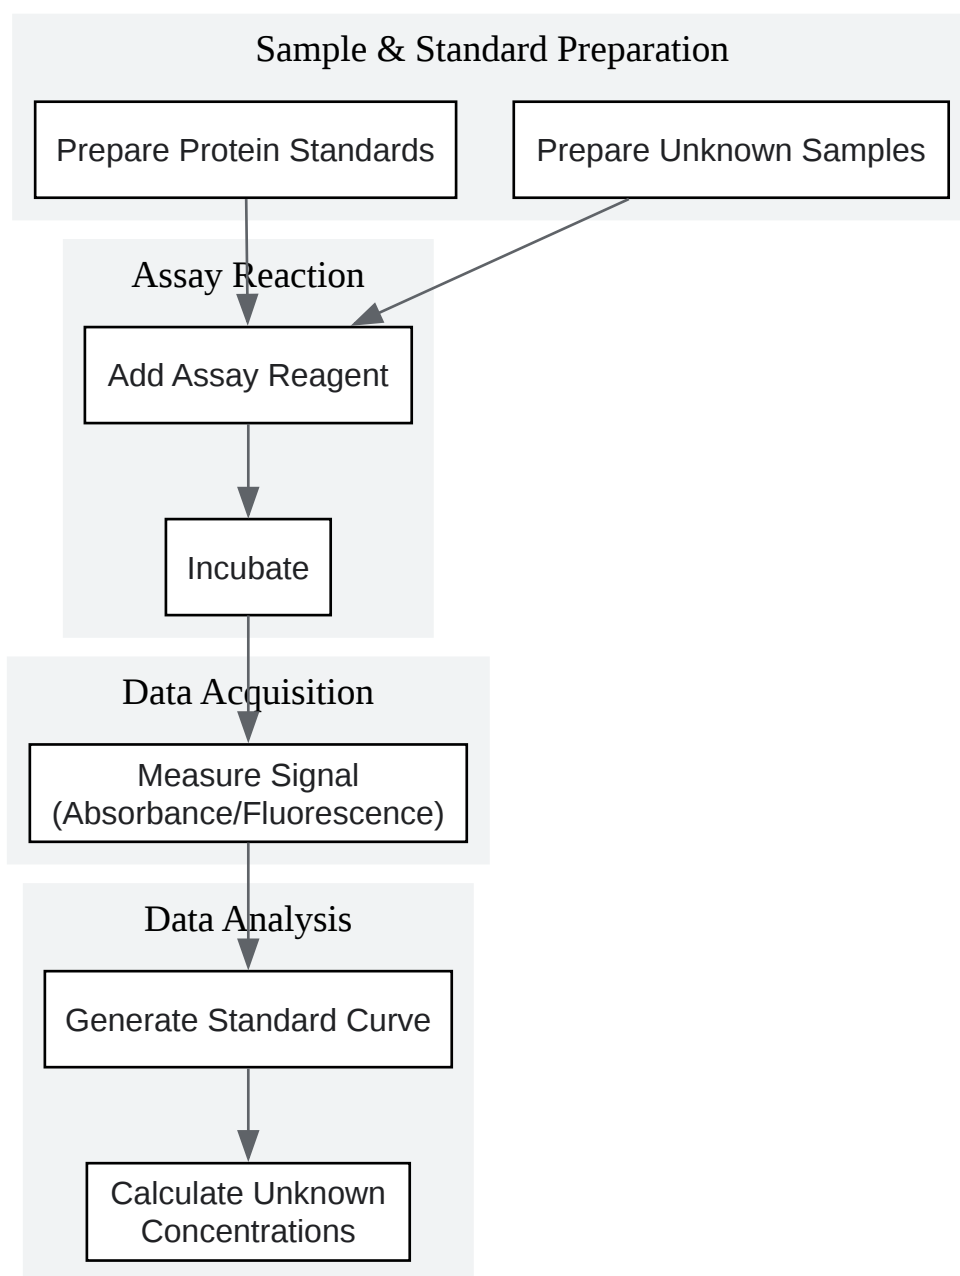 Sample & Standard Preparation
Prepare Protein Standards
Prepare Unknown Samples
Assay Reaction
Add Assay Reagent
Incubate
Data Acquisition
Measure Signal
(Absorbance/Fluorescence)
Data Analysis
Generate Standard Curve
Calculate Unknown
Concentrations